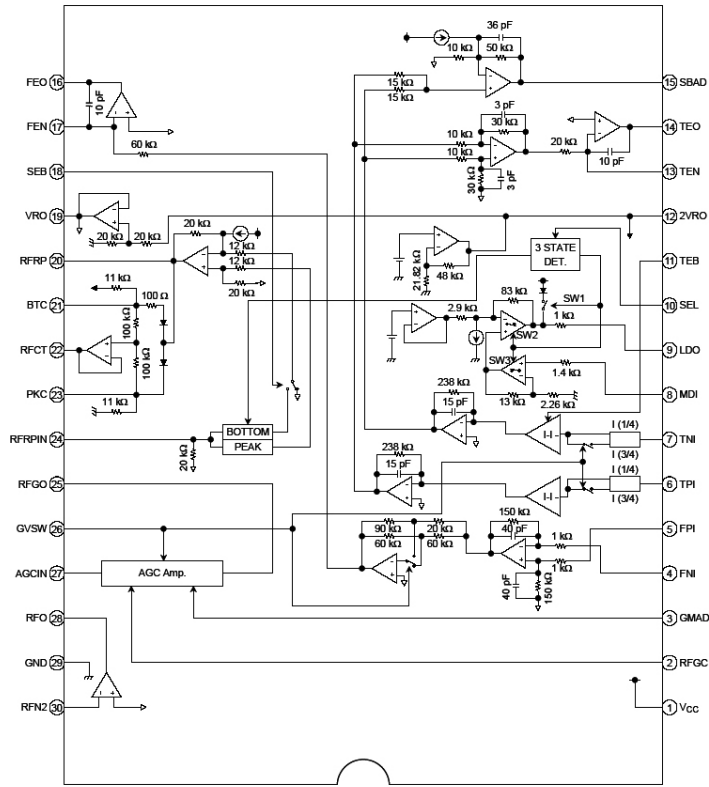 36 pF
10 kΩ 50 kΩ
FEO 16
10 pF
15 kΩ
15 kΩ
15 SBAD
FEN 17
60 kΩ
3 pF
30 kΩ
10 kΩ
10 kΩ
30 kΩ
3 pF
20 kΩ
10 pF
14 TEO
SEB 18
13 TEN
VRO 19
20 kΩ 20 kΩ
12 2VRO
RFRP 20
20 kΩ
12 kΩ
12 kΩ
20 kΩ
21.82 kΩ
48 kΩ
3 STATE
DET.
11 TEB
BTC 21
11 kΩ
100 Ω
100 kΩ
100 kΩ
2.9 kΩ
83 kΩ
SW1
1 kΩ
SW2
10 SEL
RFCT 22
9 LDO
PKC 23
11 kΩ
SW3
1.4 kΩ
13 kΩ
2.26 kΩ
8 MDI
RFRPIN 24
20 kΩ
BOTTOM
PEAK
238 kΩ
15 pF
I-I
I (1/4)
I (3/4)
7 TNI
RFGO 25
238 kΩ
15 pF
I-I
I (1/4)
I (3/4)
6 TPI
GVSW 26
90 kΩ 20 kΩ
60 kΩ 60 kΩ
150 kΩ
40 pF
1 kΩ
1 kΩ
40 pF
150 kΩ
5 FPI
AGCIN 27
AGC Amp.
4 FNI
RFO 28
3 GMAD
GND 29
2 RFGC
RFN2 30
1 VCC